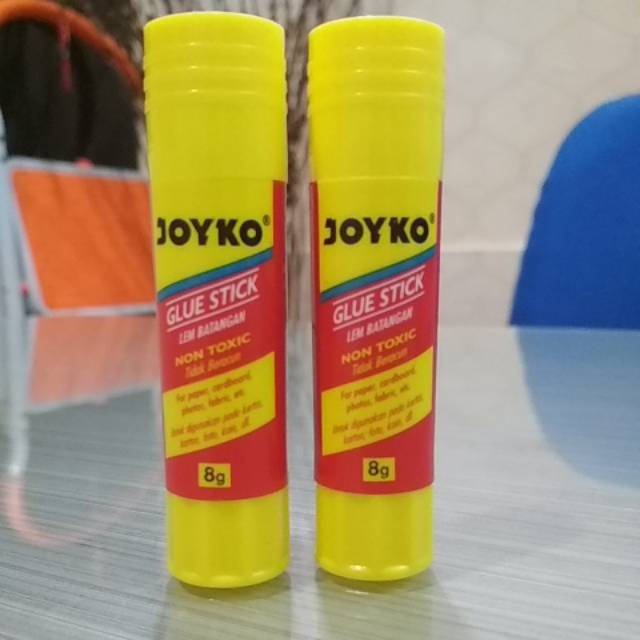 JOYKO®
GLUE STICK
LEM BATANGAN
NON TOXIC
Tidak Beracun
For paper, cardboard,
photos, fabric, etc.
Untuk digunakan pada kertas,
karton, foto, kain, dll.
8g
JOYKO®
GLUE STICK
LEM BATANGAN
NON TOXIC
Tidak Beracun
For paper, cardboard,
photos, fabric, etc.
Untuk digunakan pada kertas,
karton, foto, kain, dll.
8g